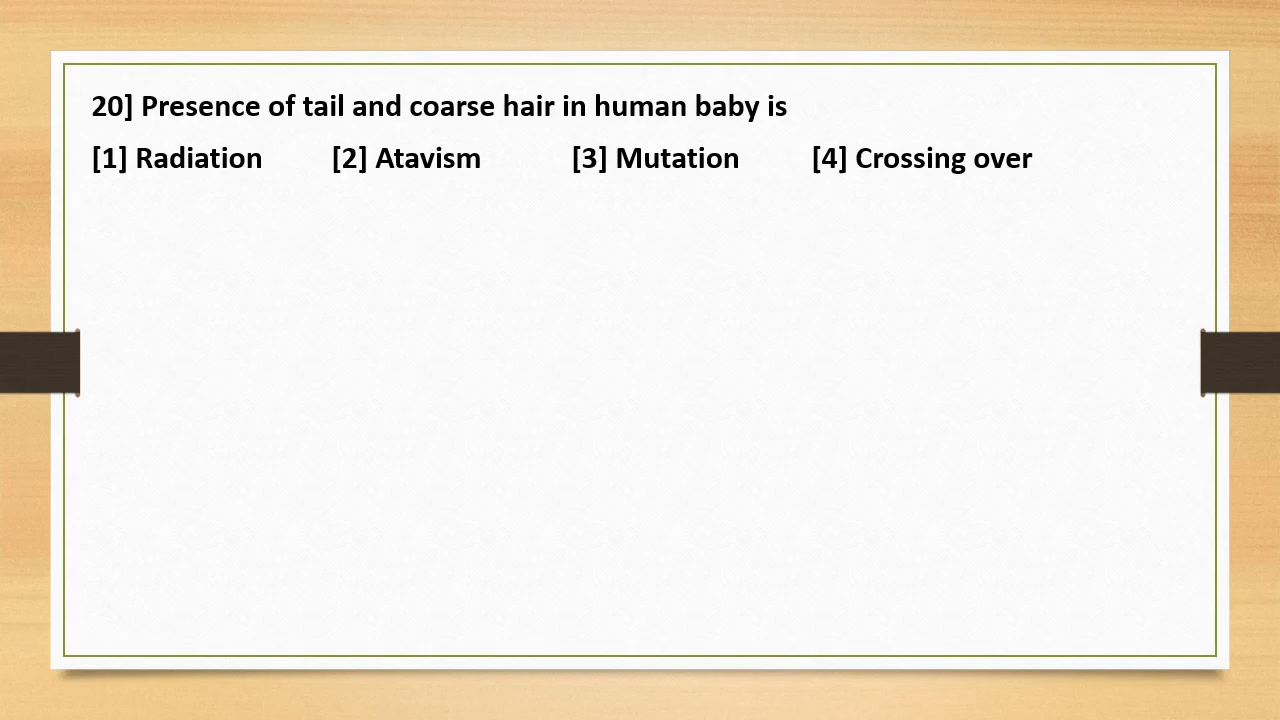 20] Presence of tail and coarse hair in human baby is
[1] Radiation [2] Atavism [3] Mutation [4] Crossing over